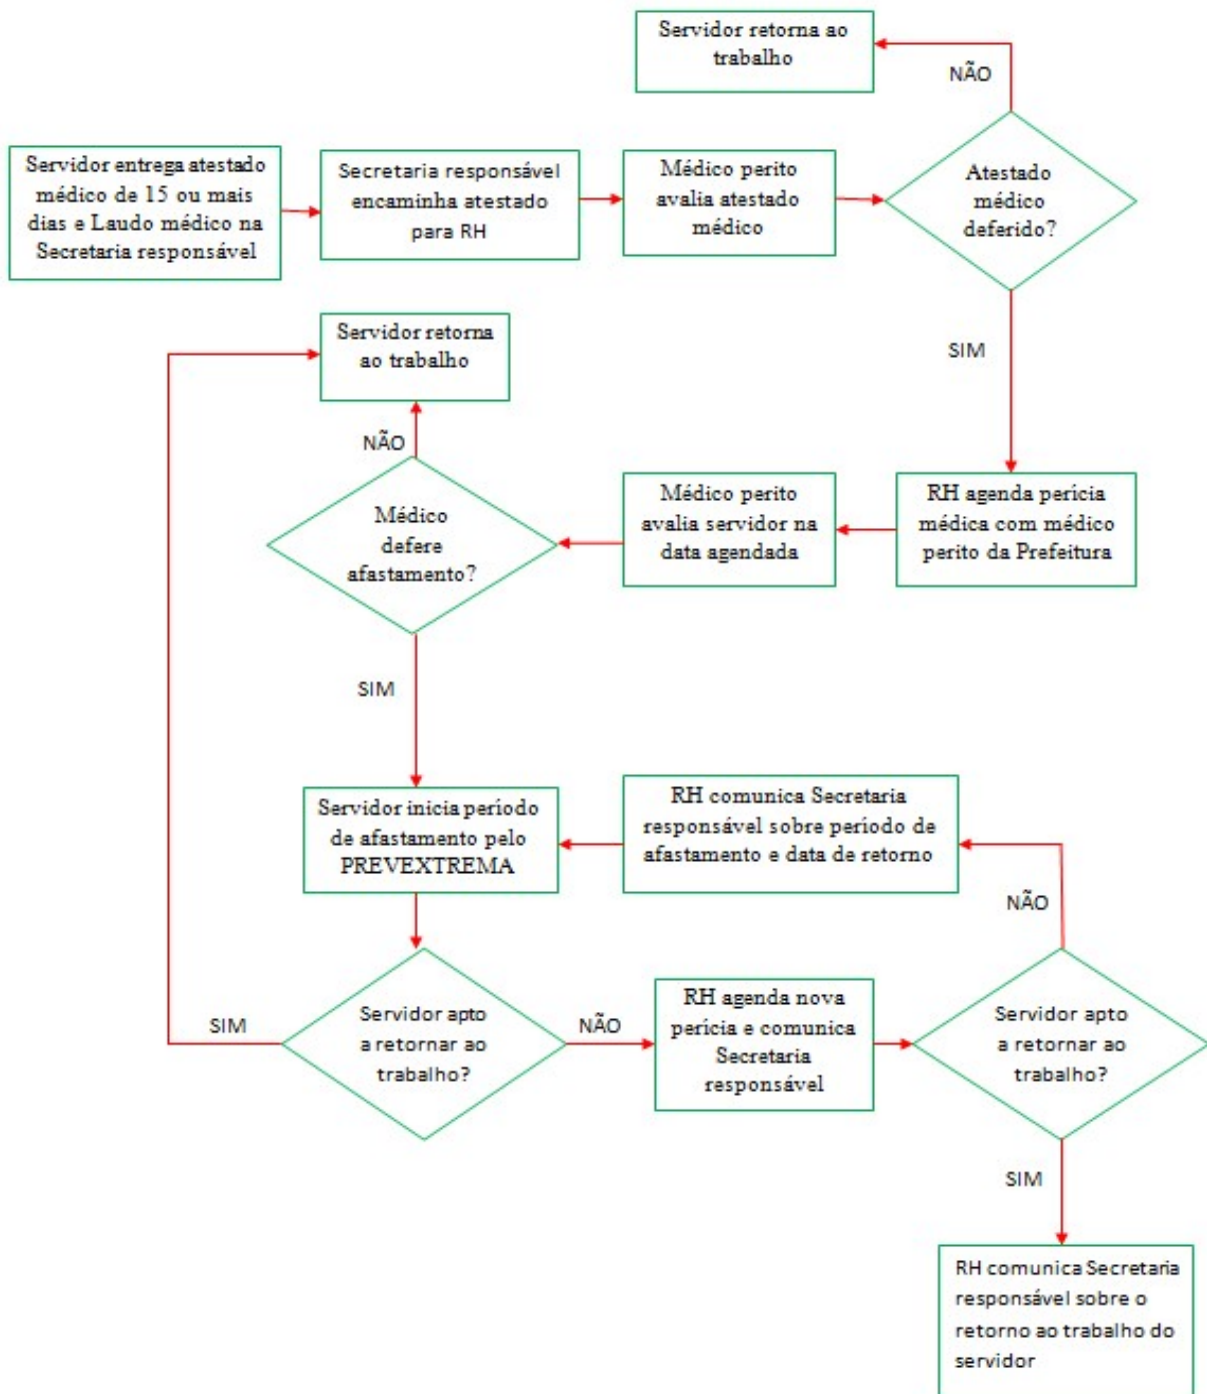 Servidor retorna ao
trabalho
NÃO
Servidor entrega atestado
médico de 15 ou mais
dias e Laudo médico na
Secretaria responsável
Secretaria responsável
encaminha atestado
para RH
Médico perito
avalia atestado
médico
Atestado
médico
deferido?
SIM
Servidor retorna
ao trabalho
NÃO
Médico
defere
afastamento?
Médico perito
avalia servidor na
data agendada
RH agenda perícia
médica com médico
perito da Prefeitura
SIM
Servidor inicia período
de afastamento pelo
PREVEXTREMA
RH comunica Secretaria
responsável sobre período de
afastamento e data de retorno
NÃO
SIM
Servidor apto
a retornar ao
trabalho?
NÃO
RH agenda nova
perícia e comunica
Secretaria
responsável
Servidor apto
a retornar ao
trabalho?
SIM
RH comunica Secretaria
responsável sobre o
retorno ao trabalho do
servidor